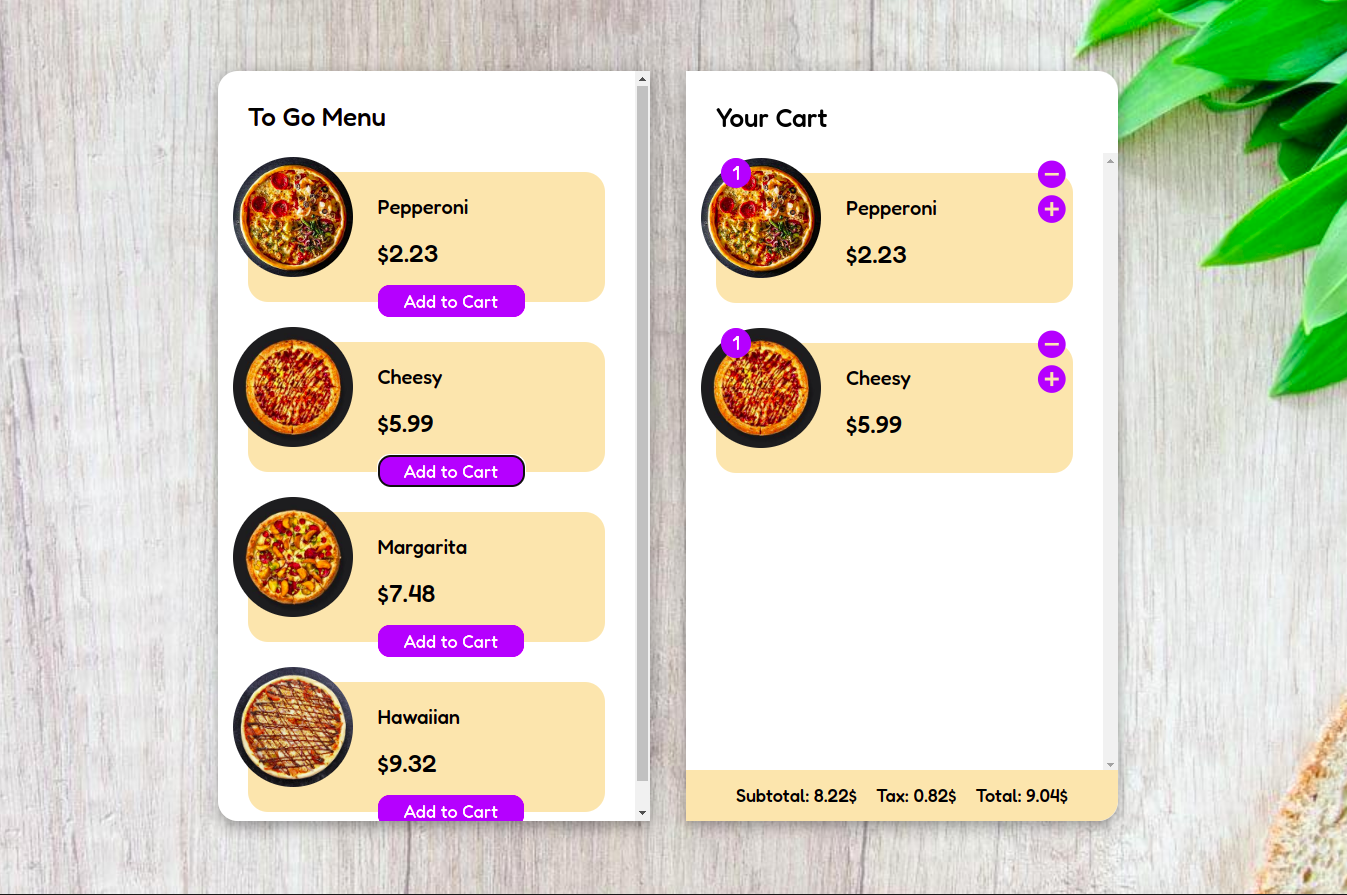 To Go Menu
Pepperoni
$2.23
Add to Cart
Cheesy
$5.99
Add to Cart
Margarita
$7.48
Add to Cart
Hawaiian
$9.32
Add to Cart
Your Cart
1
Pepperoni
$2.23
1
Cheesy
$5.99
Subtotal: 8.22$ Tax: 0.82$ Total: 9.04$